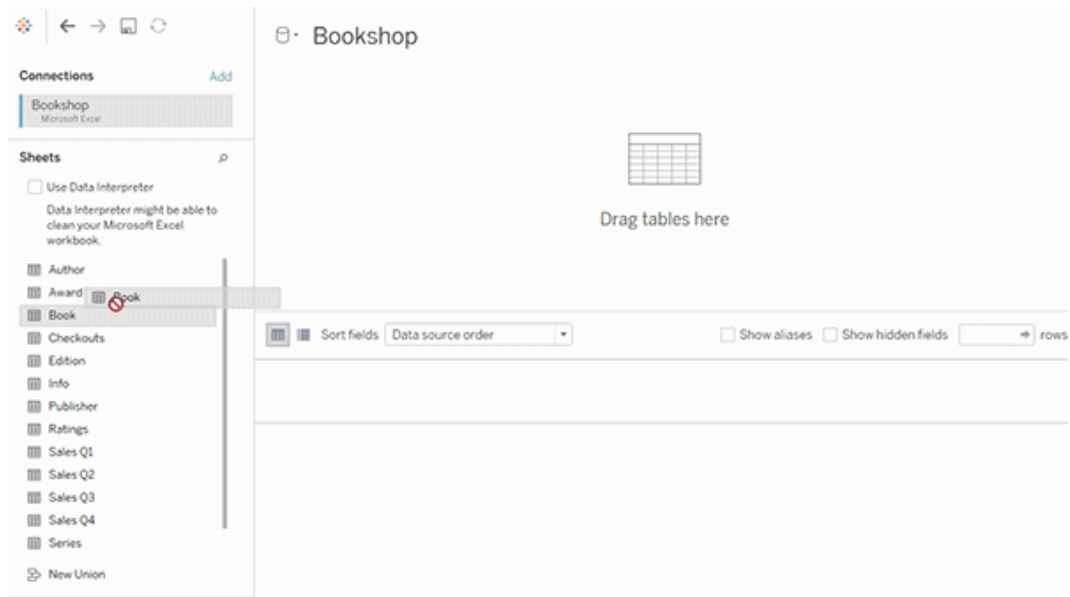 Bookshop
Connections
Add
Bookshop
Microsoft Excel
Sheets
Use Data Interpreter
Data Interpreter might be able to
clean your Microsoft Excel
workbook.
Author
Award
Book
Book
Checkouts
Edition
Info
Publisher
Ratings
Sales Q1
Sales Q2
Sales Q3
Sales Q4
Series
New Union
Drag tables here
Sort fields Data source order
Show aliases Show hidden fields rows